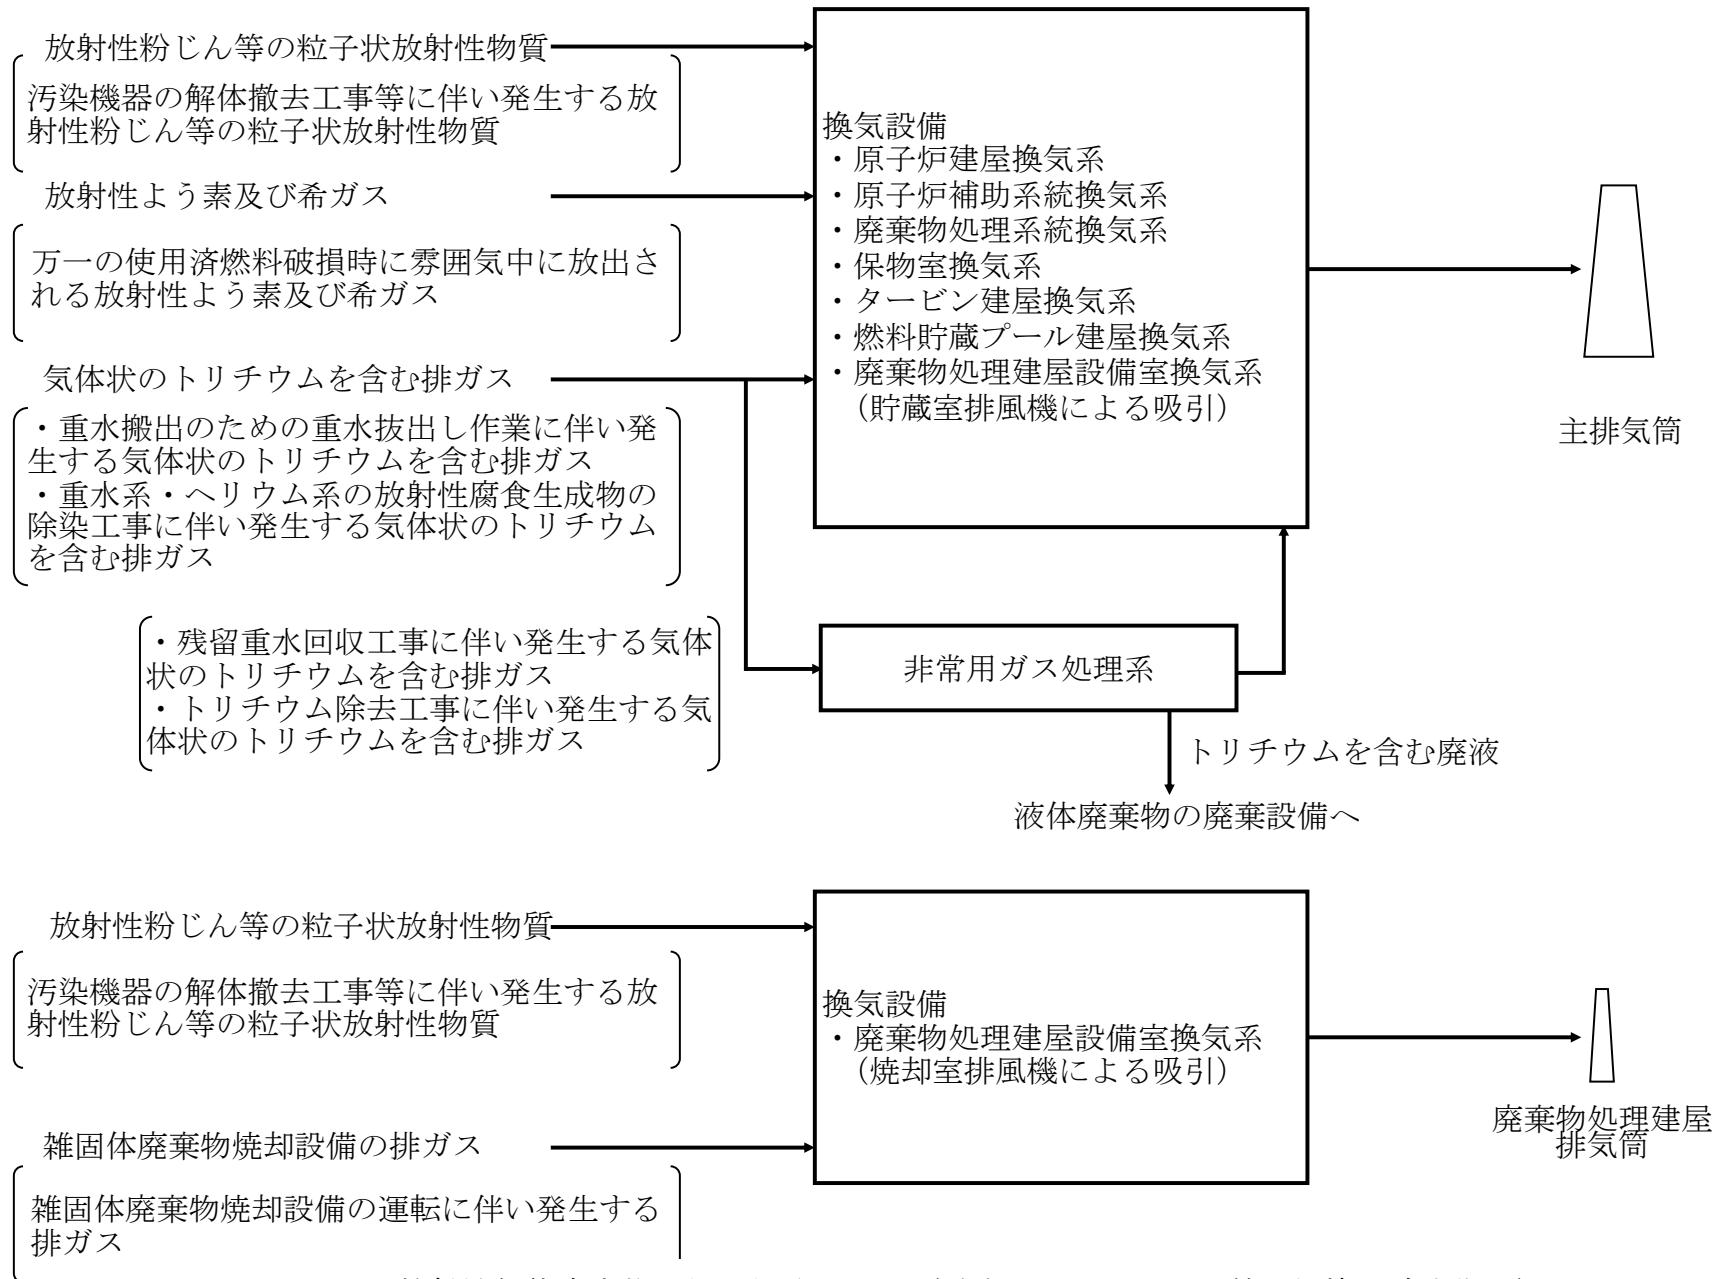 放射性粉じん等の粒子状放射性物質
汚染機器の解体撤去工事等に伴い発生する放
射性粉じん等の粒子状放射性物質
放射性よう素及び希ガス
万一の使用済燃料破損時に雰囲気中に放出さ
れる放射性よう素及び希ガス
気体状のトリチウムを含む排ガス
・重水搬出のための重水抜出し作業に伴い発
生する気体状のトリチウムを含む排ガス
・重水系・ヘリウム系の放射性腐食生成物の
除染工事に伴い発生する気体状のトリチウム
を含む排ガス
・残留重水回収工事に伴い発生する気体
状のトリチウムを含む排ガス
・トリチウム除去工事に伴い発生する気
体状のトリチウムを含む排ガス
換気設備
・原子炉建屋換気系
・原子炉補助系統換気系
・廃棄物処理系統換気系
・保物室換気系
・タービン建屋換気系
・燃料貯蔵プール建屋換気系
・廃棄物処理建屋設備室換気系
（貯蔵室排風機による吸引）
主排気筒
非常用ガス処理系
トリチウムを含む廃液
液体廃棄物の廃棄設備へ
放射性粉じん等の粒子状放射性物質
汚染機器の解体撤去工事等に伴い発生する放
射性粉じん等の粒子状放射性物質
雑固体廃棄物焼却設備の排ガス
雑固体廃棄物焼却設備の運転に伴い発生する
排ガス
換気設備
・廃棄物処理建屋設備室換気系
（焼却室排風機による吸引）
廃棄物処理建屋
排気筒